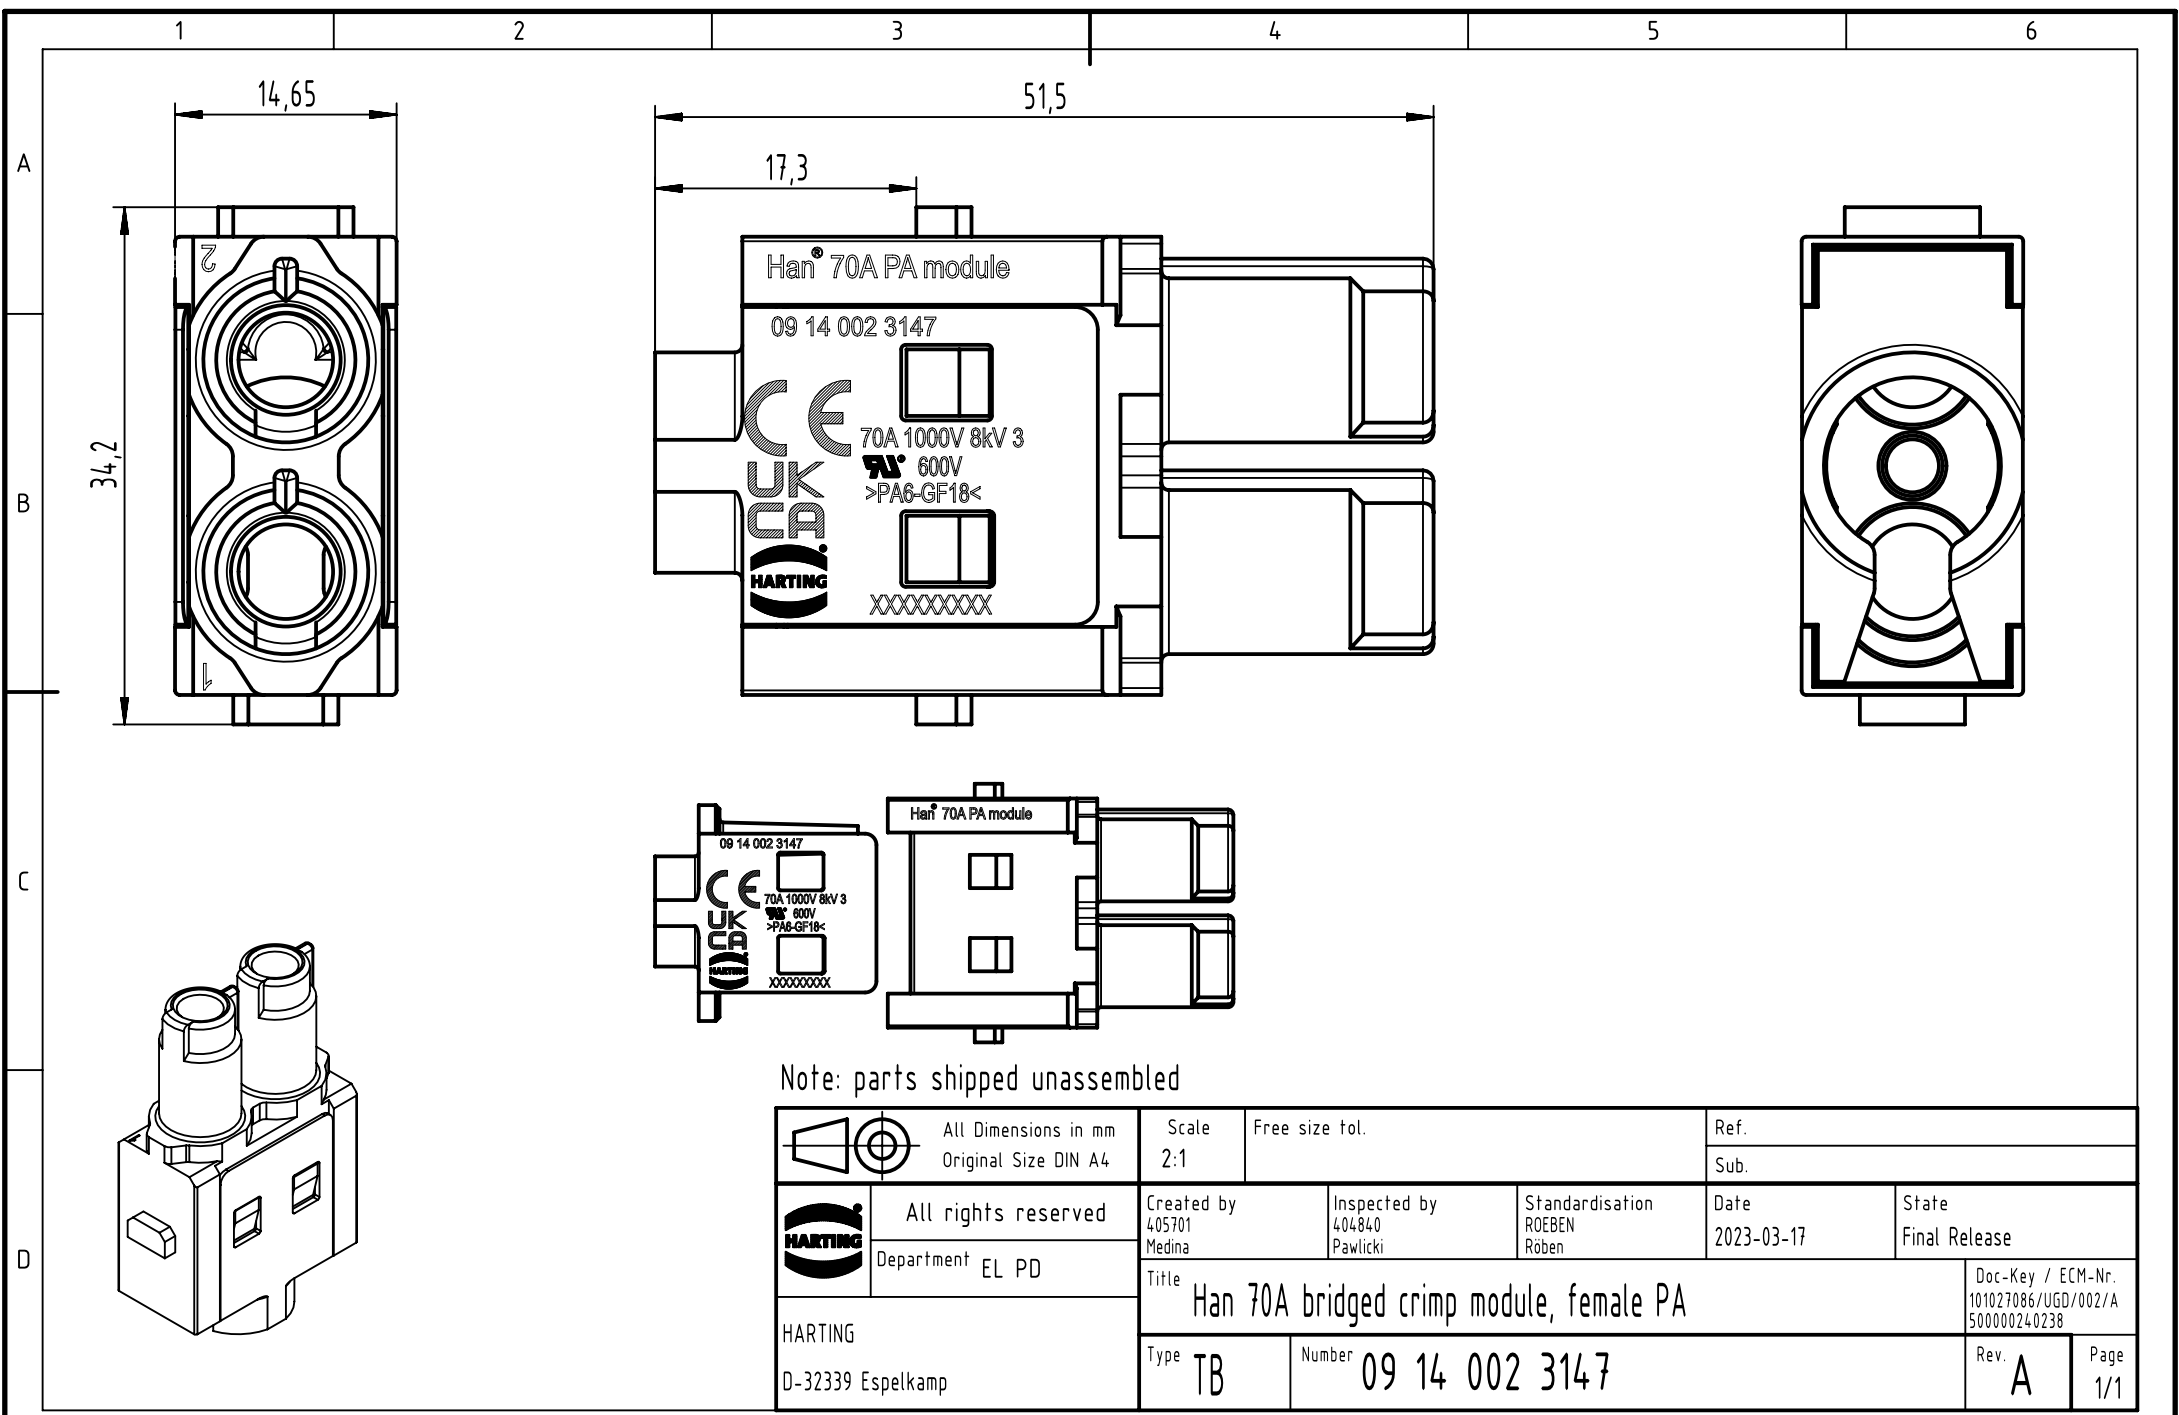 1 2 3 4 5 6
A
B
C
D
14,65
34,2
2
1
51,5
17,3
Han® 70A PA module
09 14 002 3147
CE
70A 1000V 8kV 3
600V
>PA6-GF18<
UK
CA
HARTING
XXXXXXXXX
Han® 70A PA module
09 14 002 3147
CE
70A 1000V 8kV 3
600V
>PA6-GF18<
UK
CA
HARTING
XXXXXXXXX
1
Note: parts shipped unassembled
All Dimensions in mm
Original Size DIN A4
Scale
2:1
Free size tol.
Ref.
Sub.
HARTING
All rights reserved
Department EL PD
Created by
405701
Medina
Inspected by
404840
Pawlicki
Standardisation
ROEBEN
Röben
Date
2023-03-17
State
Final Release
Title Han 70A bridged crimp module, female PA
Doc-Key / ECM-Nr.
101027086/UGD/002/A
500000240238
HARTING
D-32339 Espelkamp
Type TB
Number 09 14 002 3147
Rev. A
Page
1/1